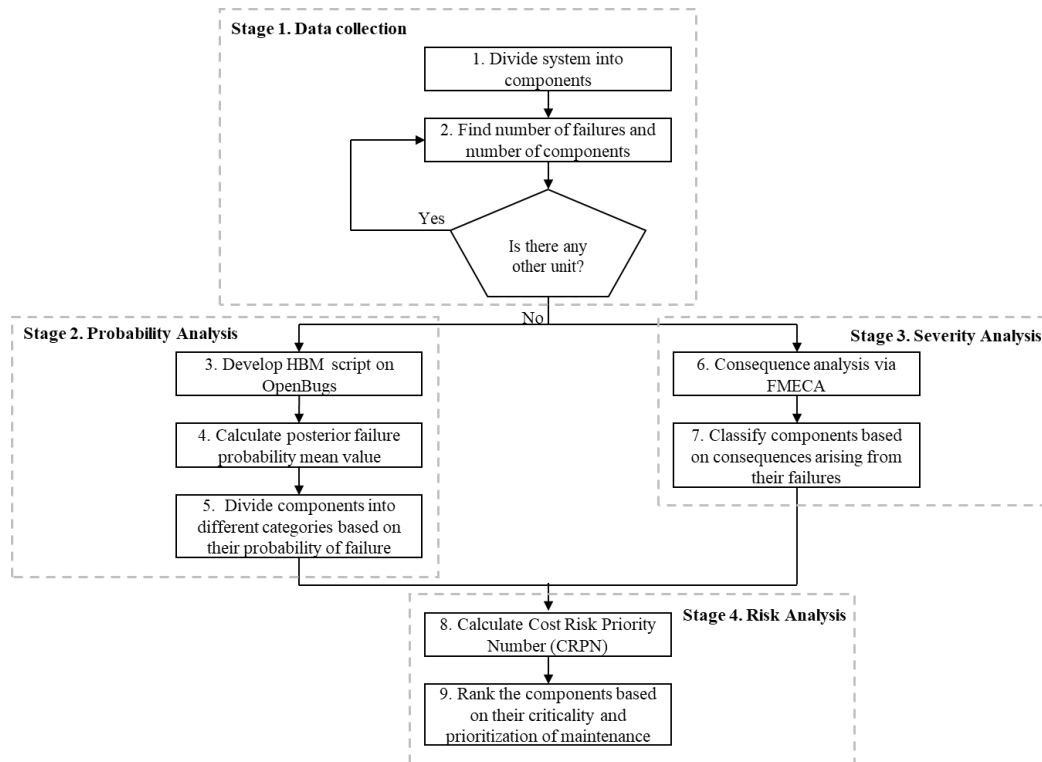 Stage 1. Data collection
1. Divide system into
components
2. Find number of failures and
number of components
Yes
Is there any
other unit?
No
Stage 2. Probability Analysis
3. Develop HBM script on
OpenBugs
4. Calculate posterior failure
probability mean value
5. Divide components into
different categories based on
their probability of failure
Stage 3. Severity Analysis
6. Consequence analysis via
FMECA
7. Classify components based
on consequences arising from
their failures
Stage 4. Risk Analysis
8. Calculate Cost Risk Priority
Number (CRPN)
9. Rank the components based
on their criticality and
prioritization of maintenance